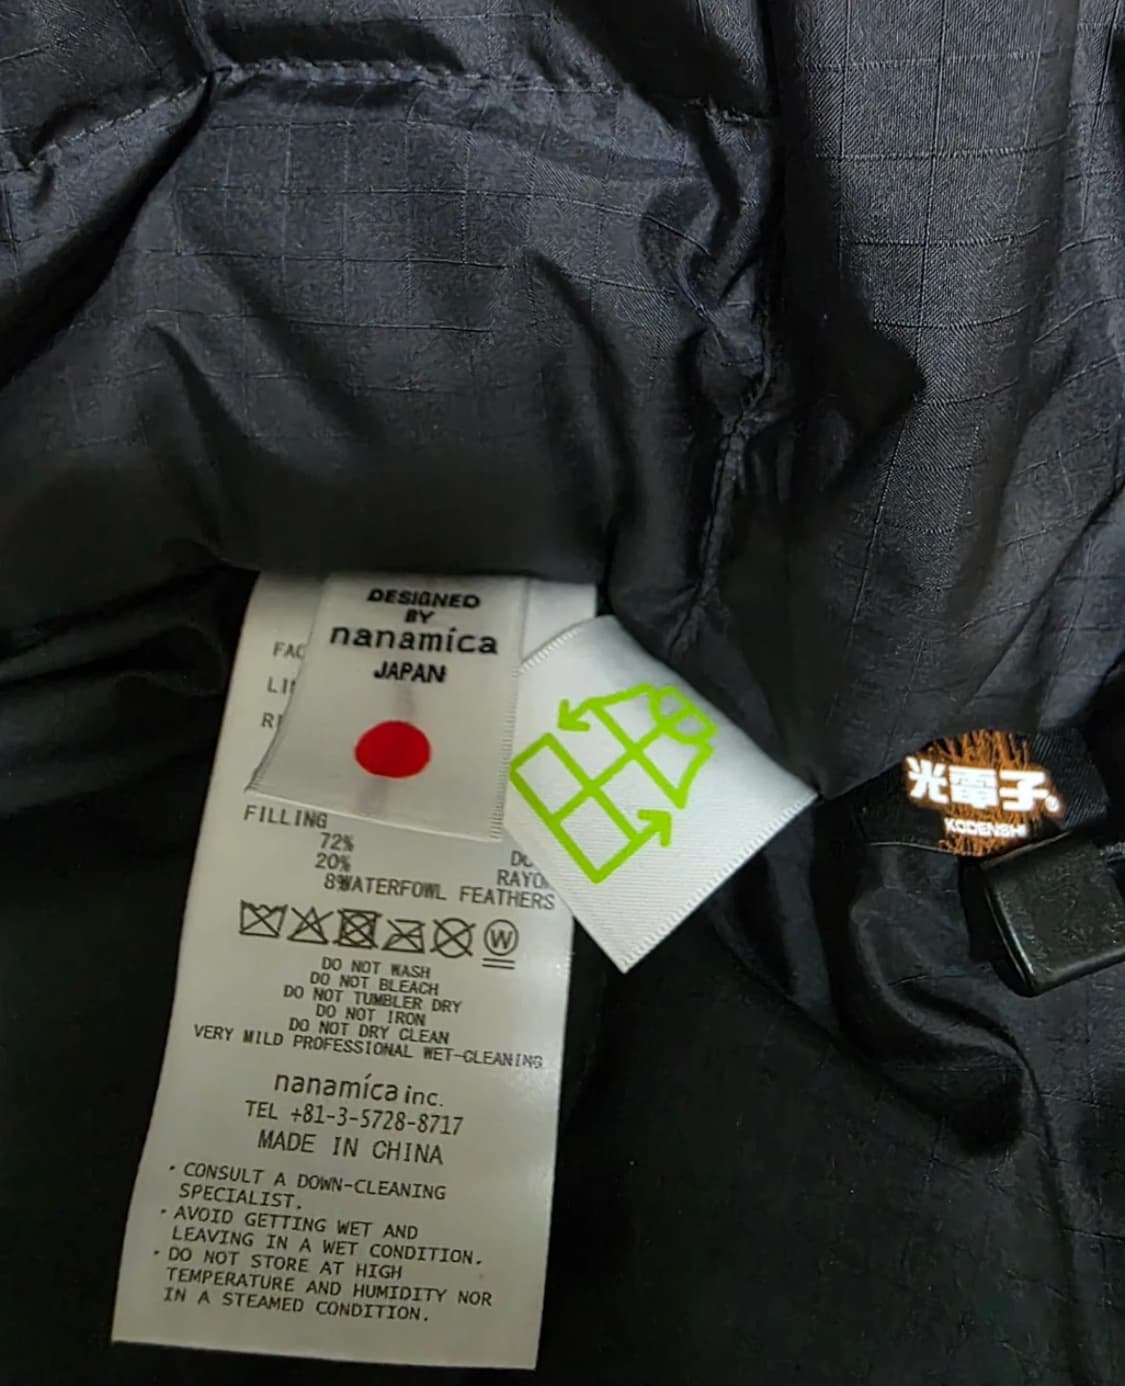 DESIGNED
BY
nanamica
JAPAN
FILLING
72%
20%
8%WATERFOWL FEATHERS
W
DO NOT WASH
DO NOT BLEACH
DO NOT TUMBLER DRY
DO NOT IRON
DO NOT DRY CLEAN
VERY MILD PROFESSIONAL WET-CLEANING
nanamica inc.
TEL +81-3-5728-8717
MADE IN CHINA
・CONSULT A DOWN-CLEANING
SPECIALIST.
・AVOID GETTING WET AND
LEAVING IN A WET CONDITION.
・DO NOT STORE AT HIGH
TEMPERATURE AND HUMIDITY NOR
IN A STEAMED CONDITION.
光電子®
KODENSHI